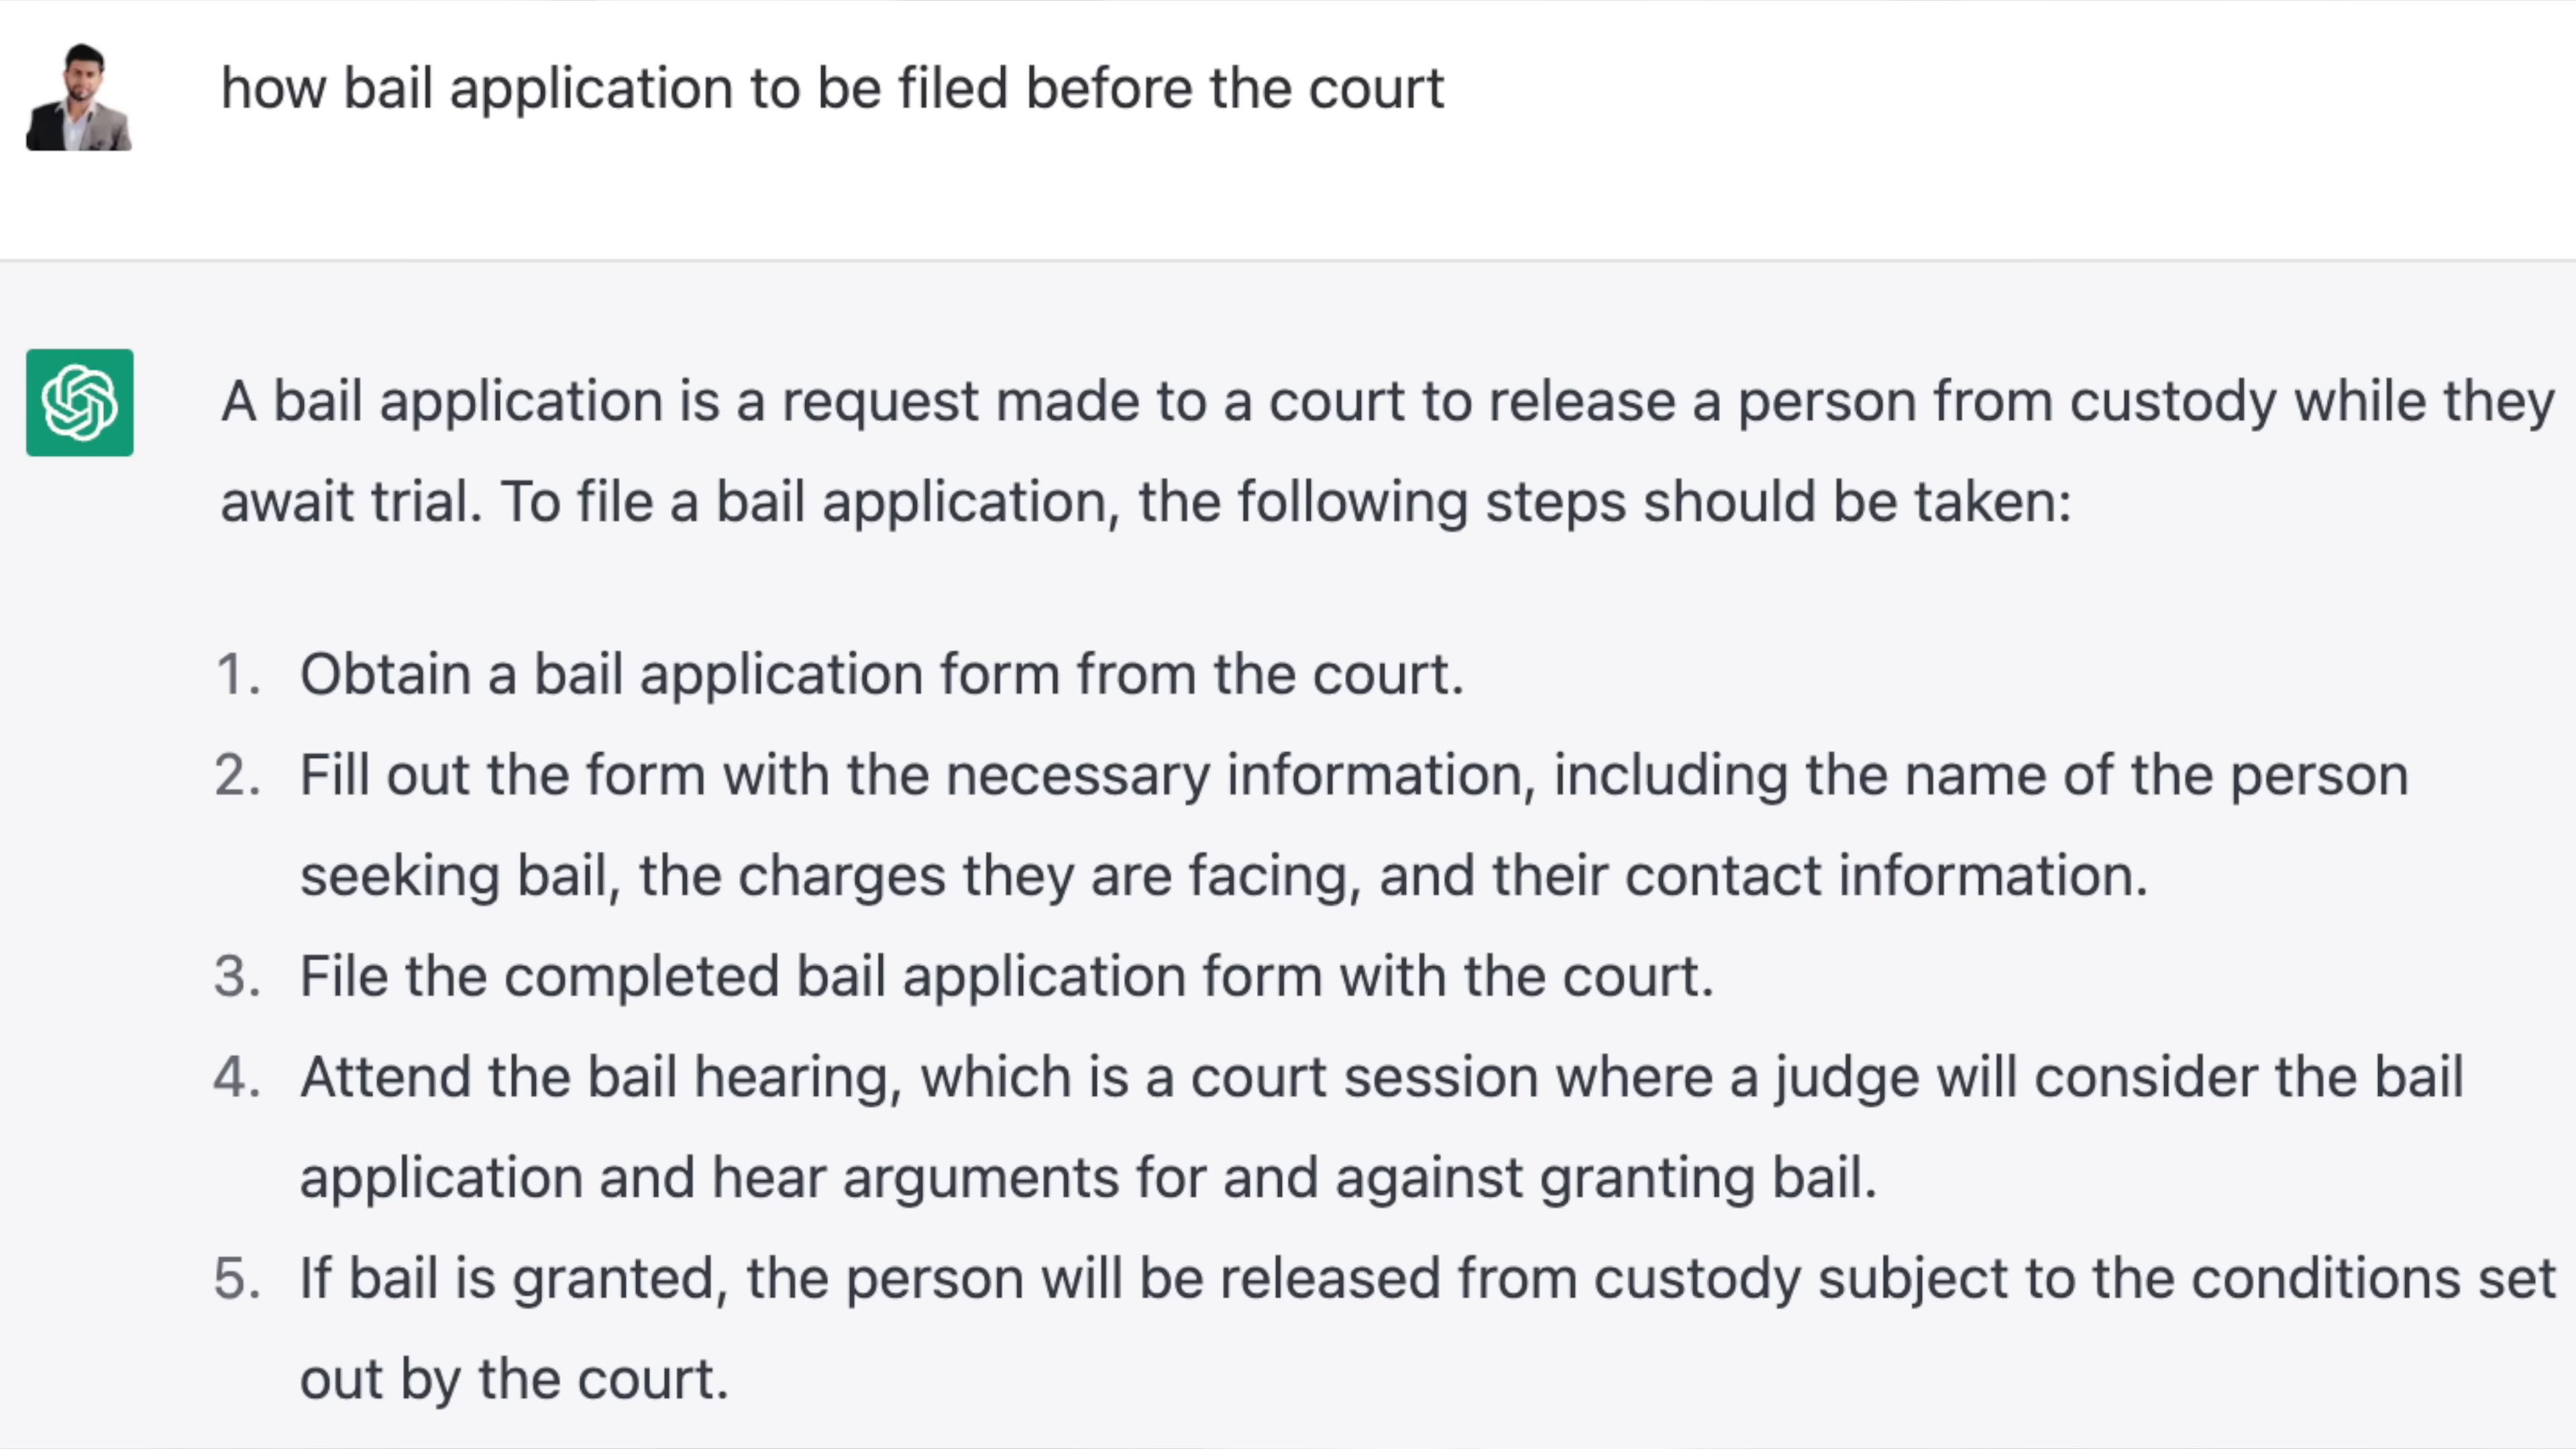 how bail application to be filed before the court
A bail application is a request made to a court to release a person from custody while they
await trial. To file a bail application, the following steps should be taken:
1. Obtain a bail application form from the court.
2. Fill out the form with the necessary information, including the name of the person
seeking bail, the charges they are facing, and their contact information.
3. File the completed bail application form with the court.
4. Attend the bail hearing, which is a court session where a judge will consider the bail
application and hear arguments for and against granting bail.
5. If bail is granted, the person will be released from custody subject to the conditions set
out by the court.